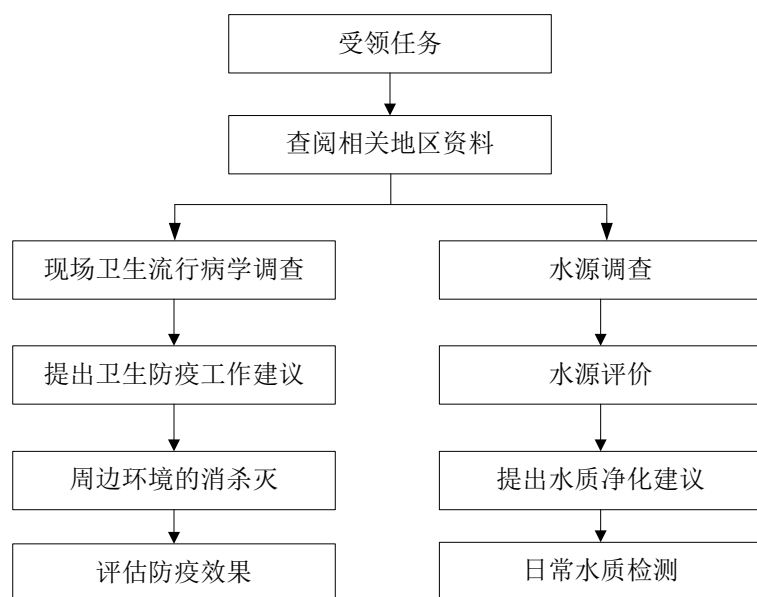 受领任务
查阅相关地区资料
现场卫生流行病学调查
水源调查
提出卫生防疫工作建议
水源评价
周边环境的消杀灭
提出水质净化建议
评估防疫效果
日常水质检测